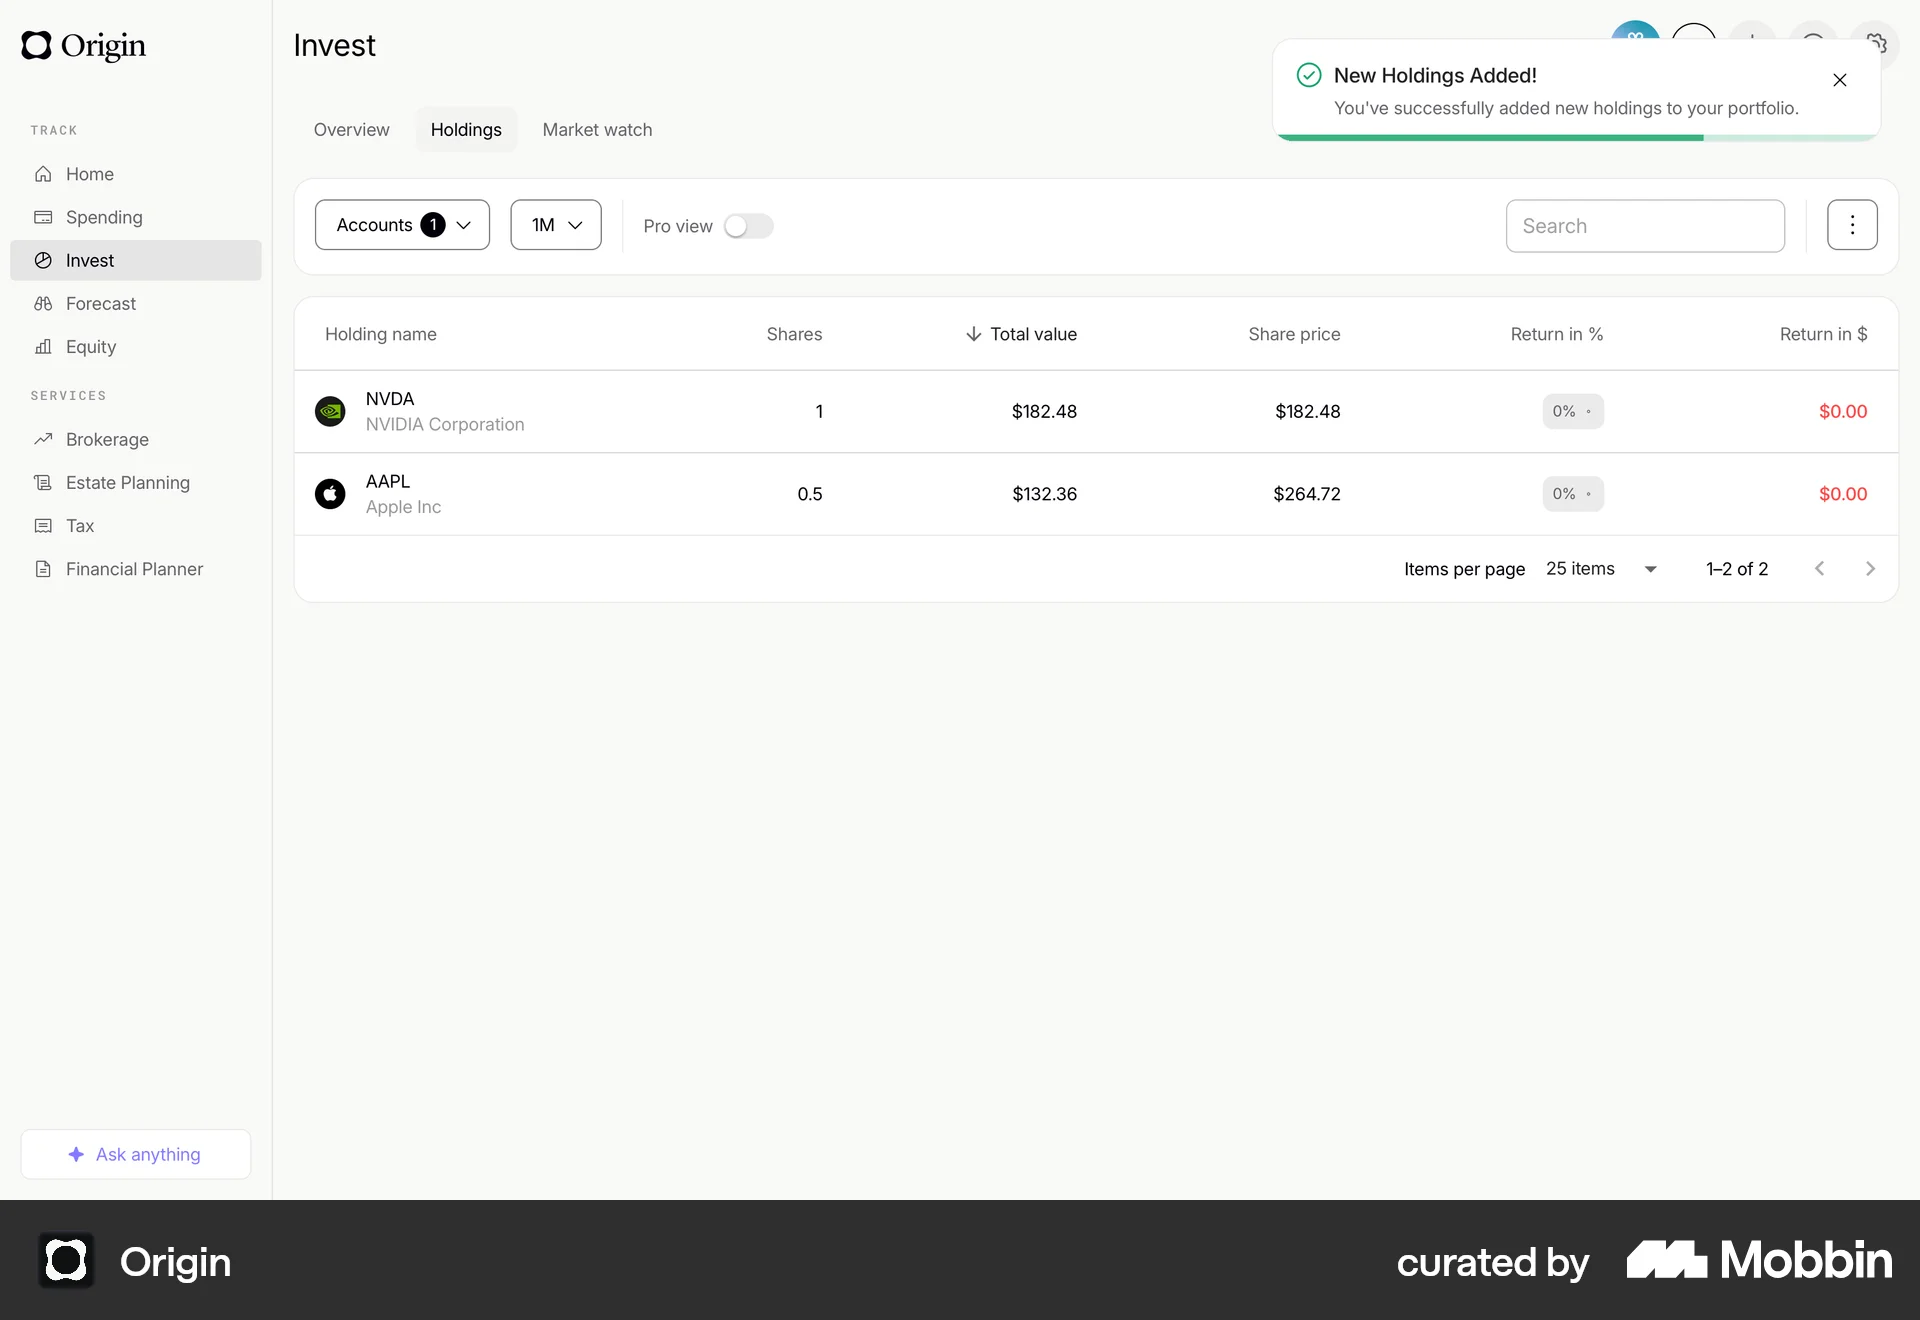 Origin
Invest
New Holdings Added!
You've successfully added new holdings to your portfolio.
TRACK
Home
Spending
Invest
Forecast
Equity
SERVICES
Brokerage
Estate Planning
Tax
Financial Planner
Ask anything
Overview Holdings Market watch
Accounts 1 1M Pro view Search
Holding name Shares Total value Share price Return in % Return in $
NVDA
NVIDIA Corporation
1 $182.48 $182.48 0% $0.00
AAPL
Apple Inc
0.5 $132.36 $264.72 0% $0.00
Items per page 25 items 1–2 of 2
Origin
curated by Mobbin